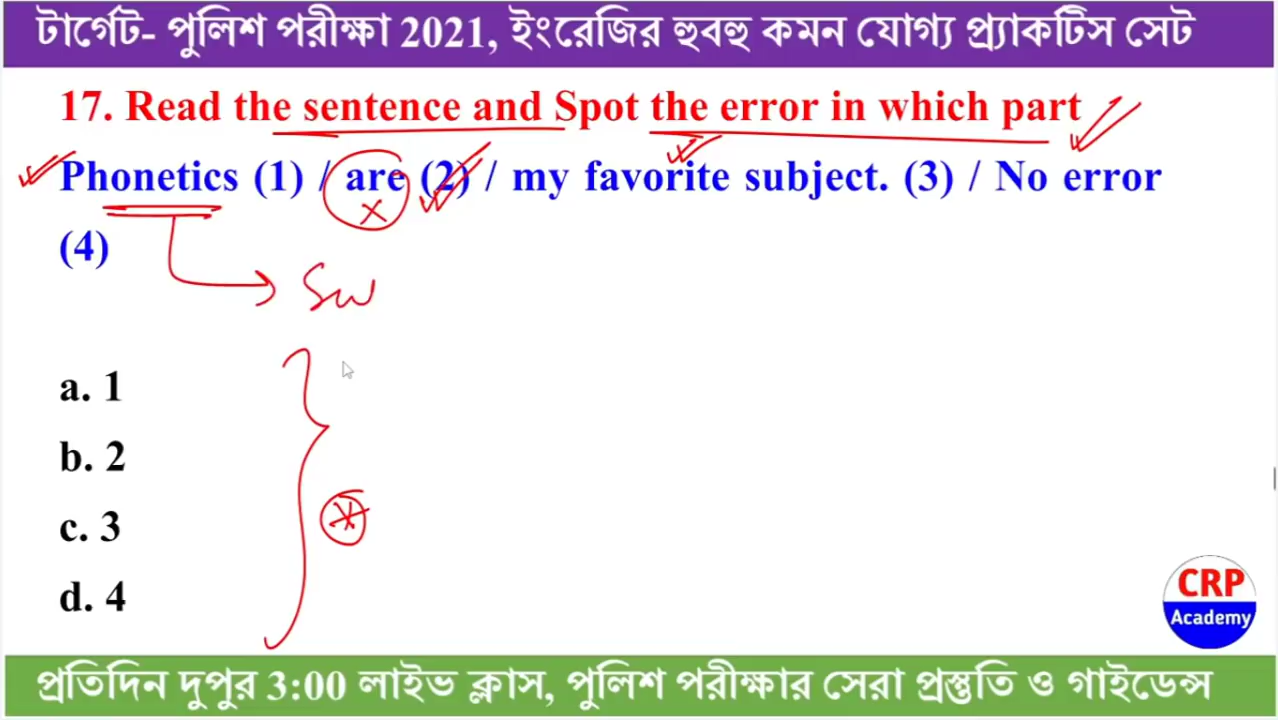 টার্গেট- পুলিশ পরীক্ষা 2021, ইংরেজির হুবহু কমন যোগ্য প্র্যাকটিস সেট
17. Read the sentence and Spot the error in which part
Phonetics (1) / are (2) / my favorite subject. (3) / No error
(4)
Sw
a. 1
b. 2
c. 3
d. 4
CRP
Academy
প্রতিদিন দুপুর 3:00 লাইভ ক্লাস, পুলিশ পরীক্ষার সেরা প্রস্তুতি ও গাইডেন্স